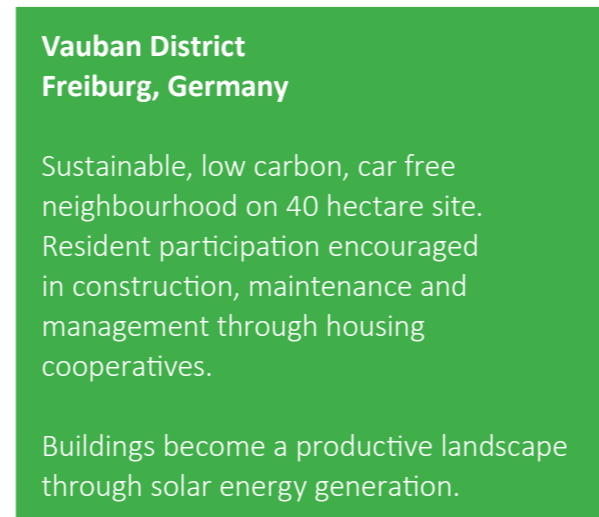 Vauban District
Freiburg, Germany
Sustainable, low carbon, car free
neighbourhood on 40 hectare site.
Resident participation encouraged
in construction, maintenance and
management through housing
cooperatives.
Buildings become a productive landscape
through solar energy generation.